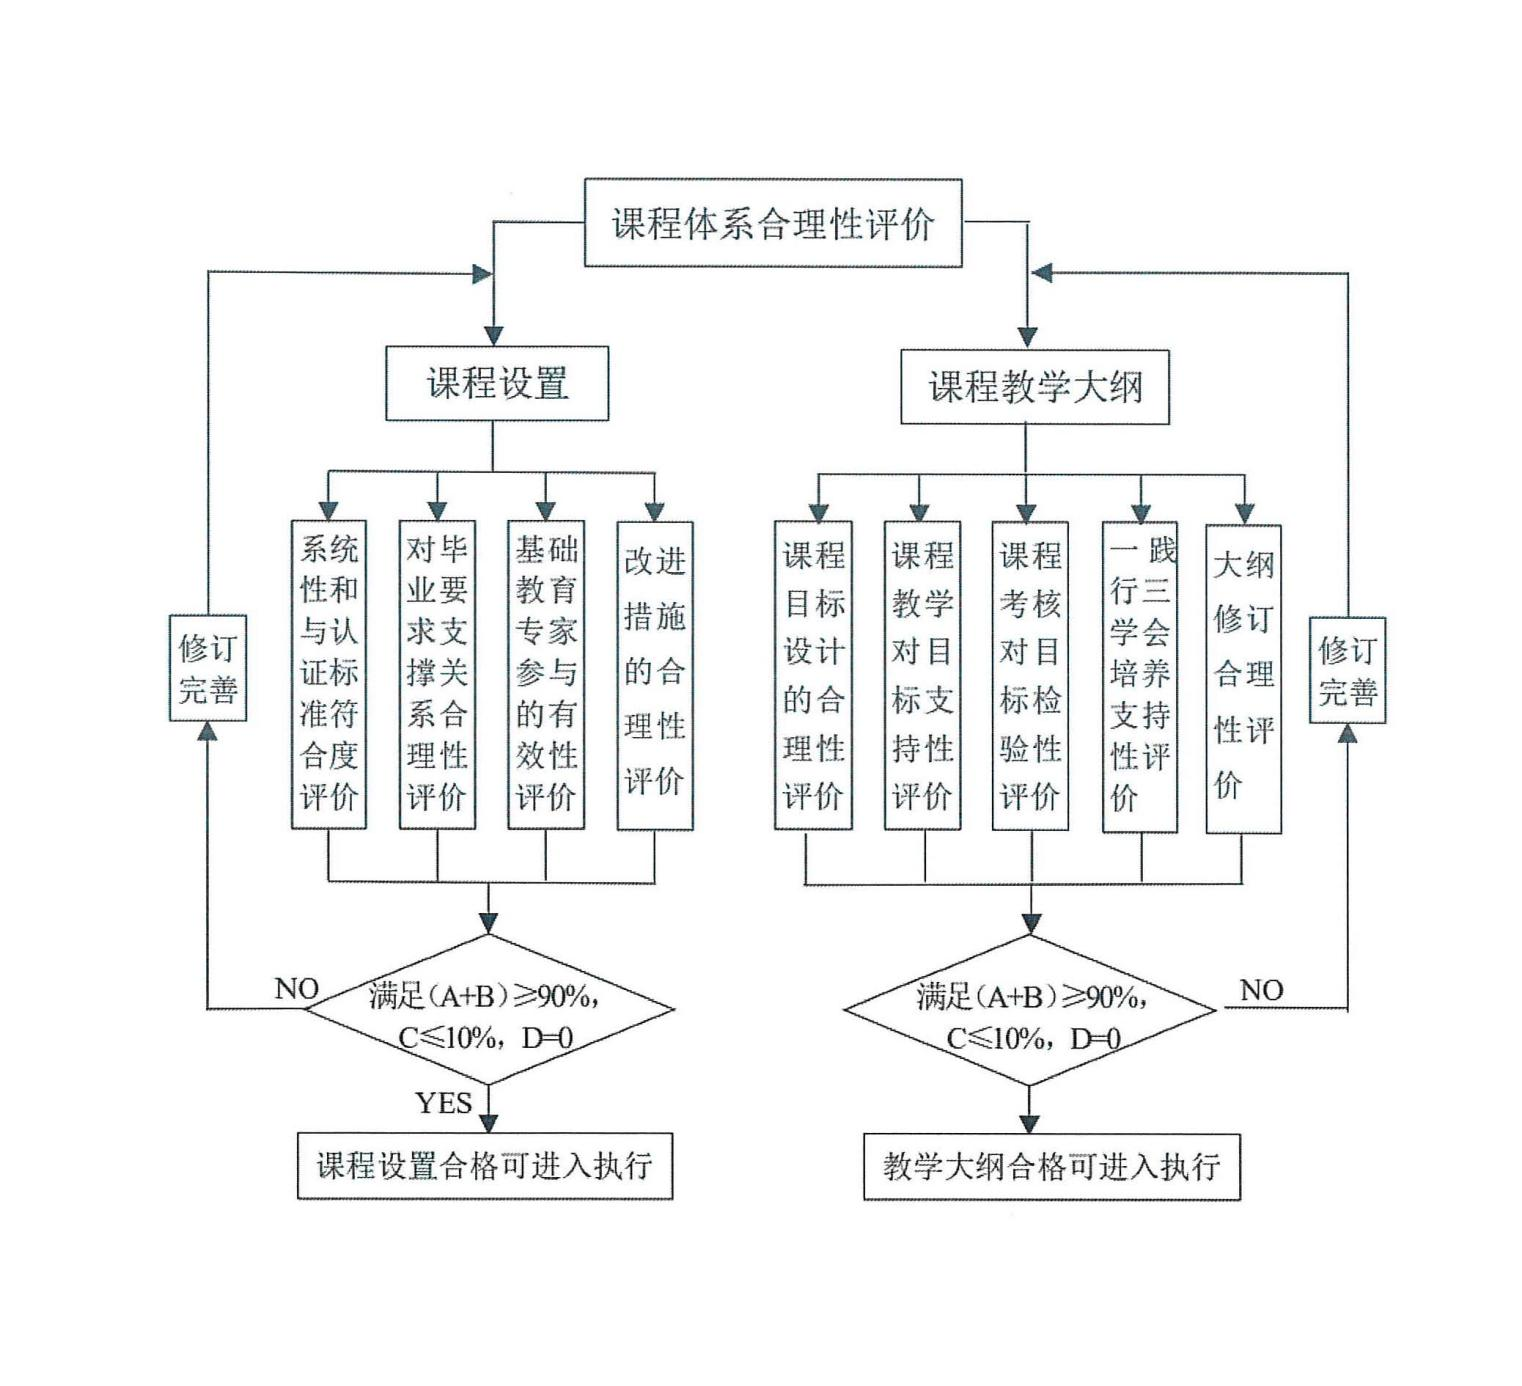 课程体系合理性评价
课程设置
课程教学大纲
系统
性和
与认
证标
准符
合度
评价
对毕
业要
求支
撑关
系合
理性
评价
基础
教育
专家
参与
的有
效性
评价
改进
措施
的合
理性
评价
课程
目标
设计
的合
理性
评价
课程
教学
对目
标支
持性
评价
课程
考核
对目
标检
验性
评价
一践
行三
学会
培养
支持
性评
价
大纲
修订
合理
性评
价
修订
完善
修订
完善
NO
满足(A+B)≥90%,
C≤10%, D=0
满足(A+B)≥90%,
C≤10%, D=0
NO
YES
课程设置合格可进入执行
教学大纲合格可进入执行